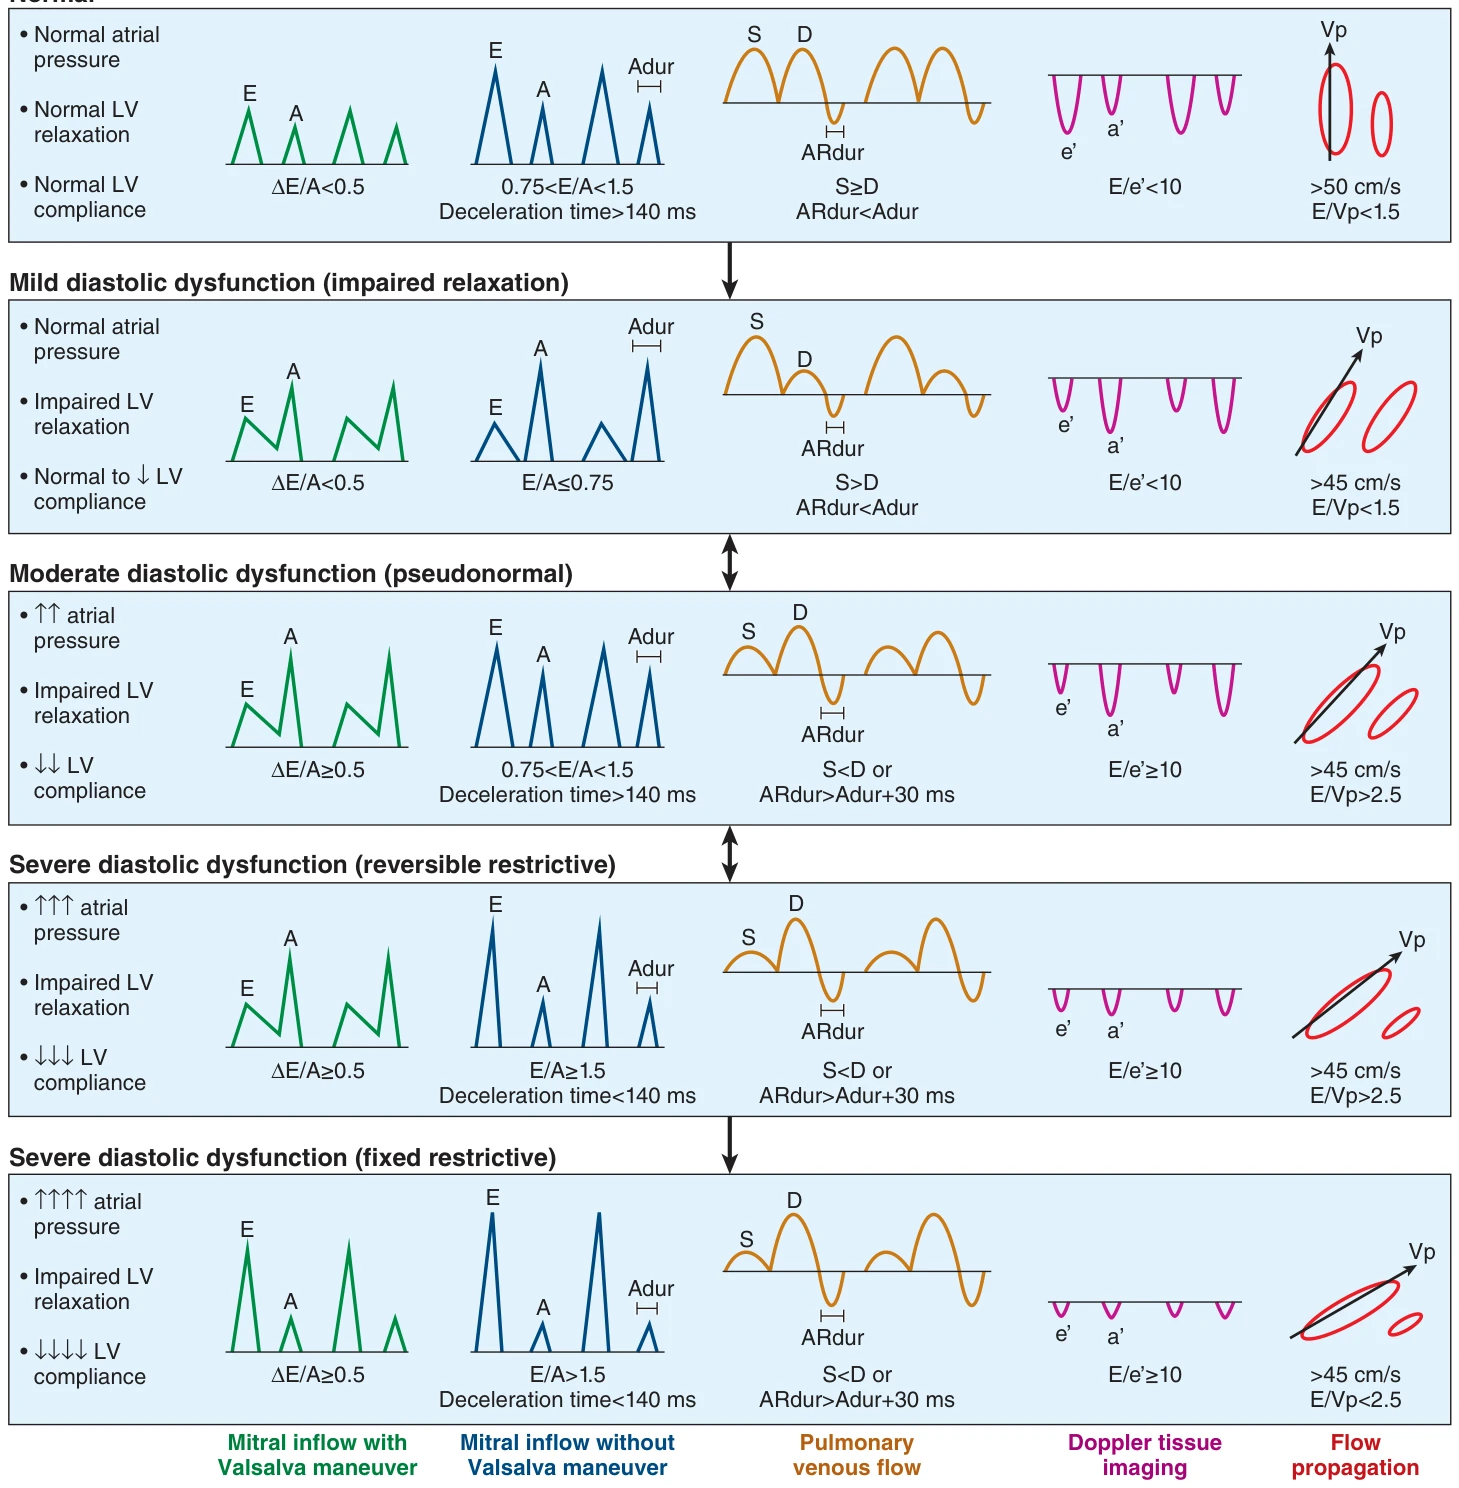 Normal
• Normal atrial
pressure
• Normal LV
relaxation
• Normal LV
compliance
E
A
ΔE/A<0.5
E
A
Adur
0.75<E/A<1.5
Deceleration time>140 ms
S
D
ARdur
S≥D
ARdur<Adur
e’
a’
E/e’<10
Vp
>50 cm/s
E/Vp<1.5
Mild diastolic dysfunction (impaired relaxation)
• Normal atrial
pressure
• Impaired LV
relaxation
• Normal to ↓ LV
compliance
E
A
ΔE/A<0.5
E
A
Adur
E/A≤0.75
S
D
ARdur
S>D
ARdur<Adur
e’
a’
E/e’<10
Vp
>45 cm/s
E/Vp<1.5
Moderate diastolic dysfunction (pseudonormal)
• ↑↑ atrial
pressure
• Impaired LV
relaxation
• ↓↓ LV
compliance
E
A
ΔE/A≥0.5
E
A
Adur
0.75<E/A<1.5
Deceleration time>140 ms
S
D
ARdur
S<D or
ARdur>Adur+30 ms
e’
a’
E/e’≥10
Vp
>45 cm/s
E/Vp>2.5
Severe diastolic dysfunction (reversible restrictive)
• ↑↑↑ atrial
pressure
• Impaired LV
relaxation
• ↓↓↓ LV
compliance
E
A
ΔE/A≥0.5
E
A
Adur
E/A≥1.5
Deceleration time<140 ms
S
D
ARdur
S<D or
ARdur>Adur+30 ms
e’
a’
E/e’≥10
Vp
>45 cm/s
E/Vp>2.5
Severe diastolic dysfunction (fixed restrictive)
• ↑↑↑↑ atrial
pressure
• Impaired LV
relaxation
• ↓↓↓↓ LV
compliance
E
A
ΔE/A≥0.5
E
A
Adur
E/A>1.5
Deceleration time<140 ms
S
D
ARdur
S<D or
ARdur>Adur+30 ms
e’
a’
E/e’≥10
Vp
>45 cm/s
E/Vp<2.5
Mitral inflow with
Valsalva maneuver
Mitral inflow without
Valsalva maneuver
Pulmonary
venous flow
Doppler tissue
imaging
Flow
propagation